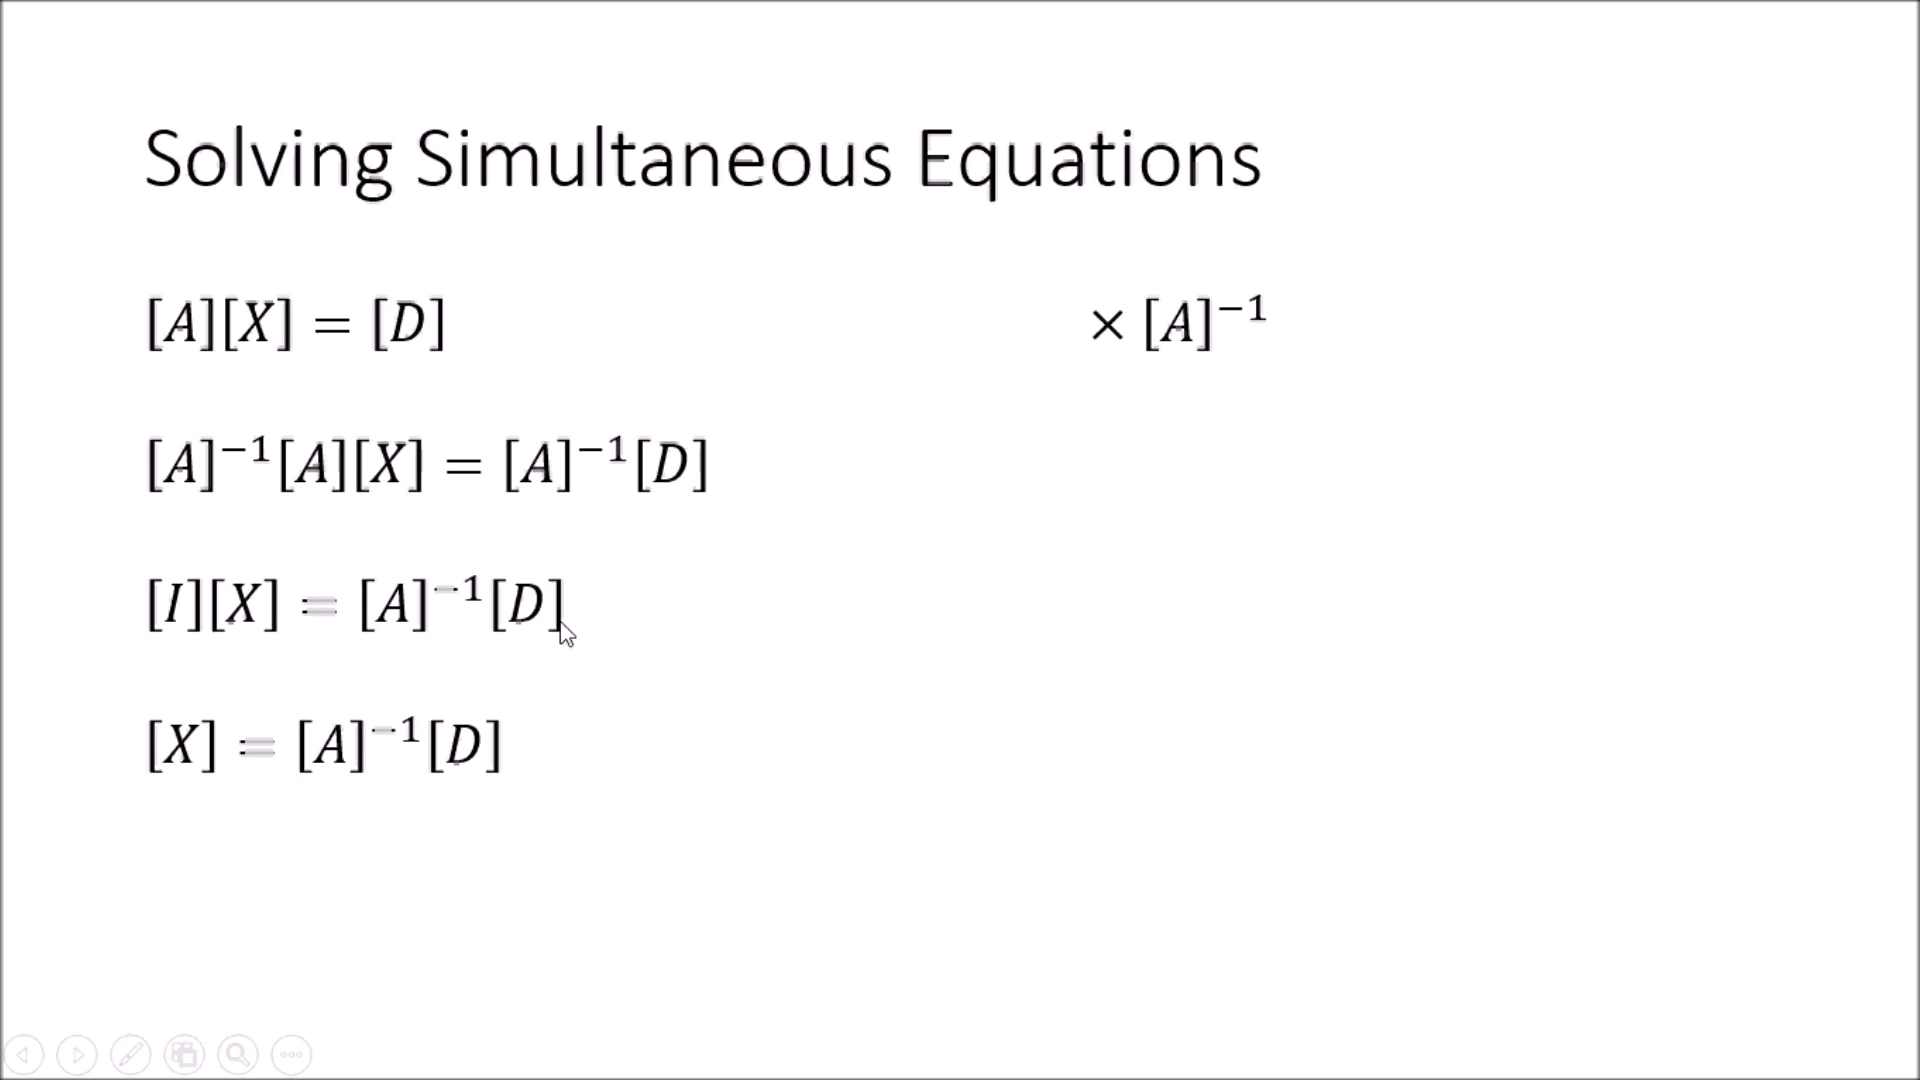 Solving Simultaneous Equations
[A][X] = [D] × [A]⁻¹
[A]⁻¹[A][X] = [A]⁻¹[D]
[I][X] = [A]⁻¹[D]
[X] = [A]⁻¹[D]